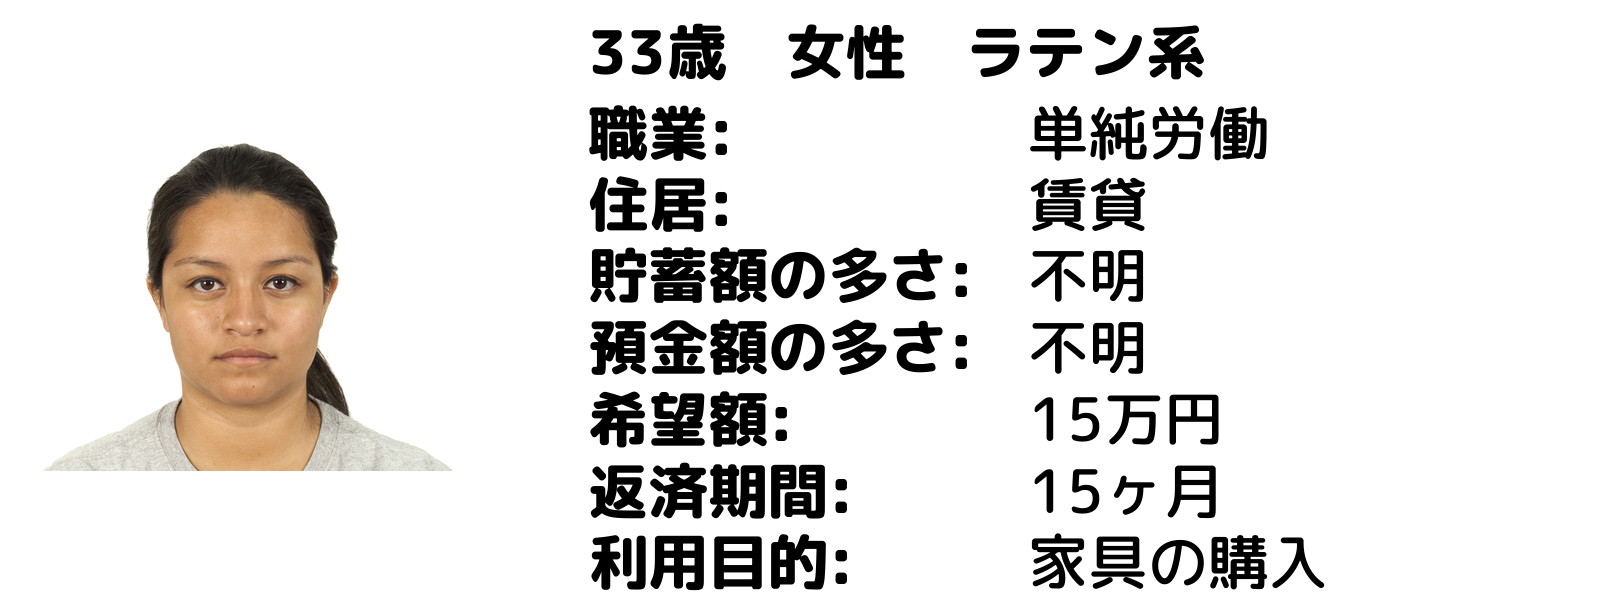 33歳　女性　ラテン系
職業: 単純労働
住居: 賃貸
貯蓄額の多さ: 不明
預金額の多さ: 不明
希望額: 15万円
返済期間: 15ヶ月
利用目的: 家具の購入